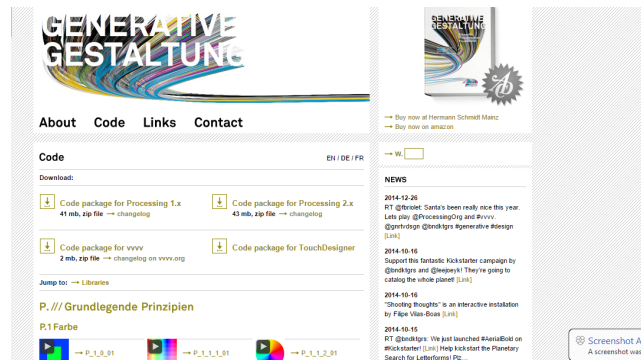 GENERATIVE
GESTALTUNG
GENERATIVE
GESTALTUNG
About Code Links Contact
→ Buy now at Hermann Schmidt Mainz
→ Buy now on amazon
Code
EN / DE / FR
Download:
Code package for Processing 1.x
41 mb, zip file → changelog
Code package for Processing 2.x
43 mb, zip file → changelog
Code package for vvvv
2 mb, zip file → changelog on vvvv.org
Code package for TouchDesigner
Jump to: → Libraries
P. /// Grundlegende Prinzipien
P.1 Farbe
→ P_1_0_01
→ P_1_1_1_01
→ P_1_1_2_01
→ W.
NEWS
2014-12-26
RT @fbriolet: Santa's been really nice this year.
Lets play @ProcessingOrg and #vvvv.
@gnrtvdsgn @bndktgrs #generative #design
[Link]
2014-10-16
Support this fantastic Kickstarter campaign by
@bndktgrs and @leejoeyk! They're going to
catalog the whole planet! [Link]
2014-10-16
"Shooting thoughts" is an interactive installation
by Filipe Vilas-Boas [Link]
2014-10-15
RT @bndktgrs: We just launched #AerialBold on
#Kickstarter! [Link] Help kickstart the Planetary
Search for Letterforms! Plz…
Screenshot A
A screenshot was